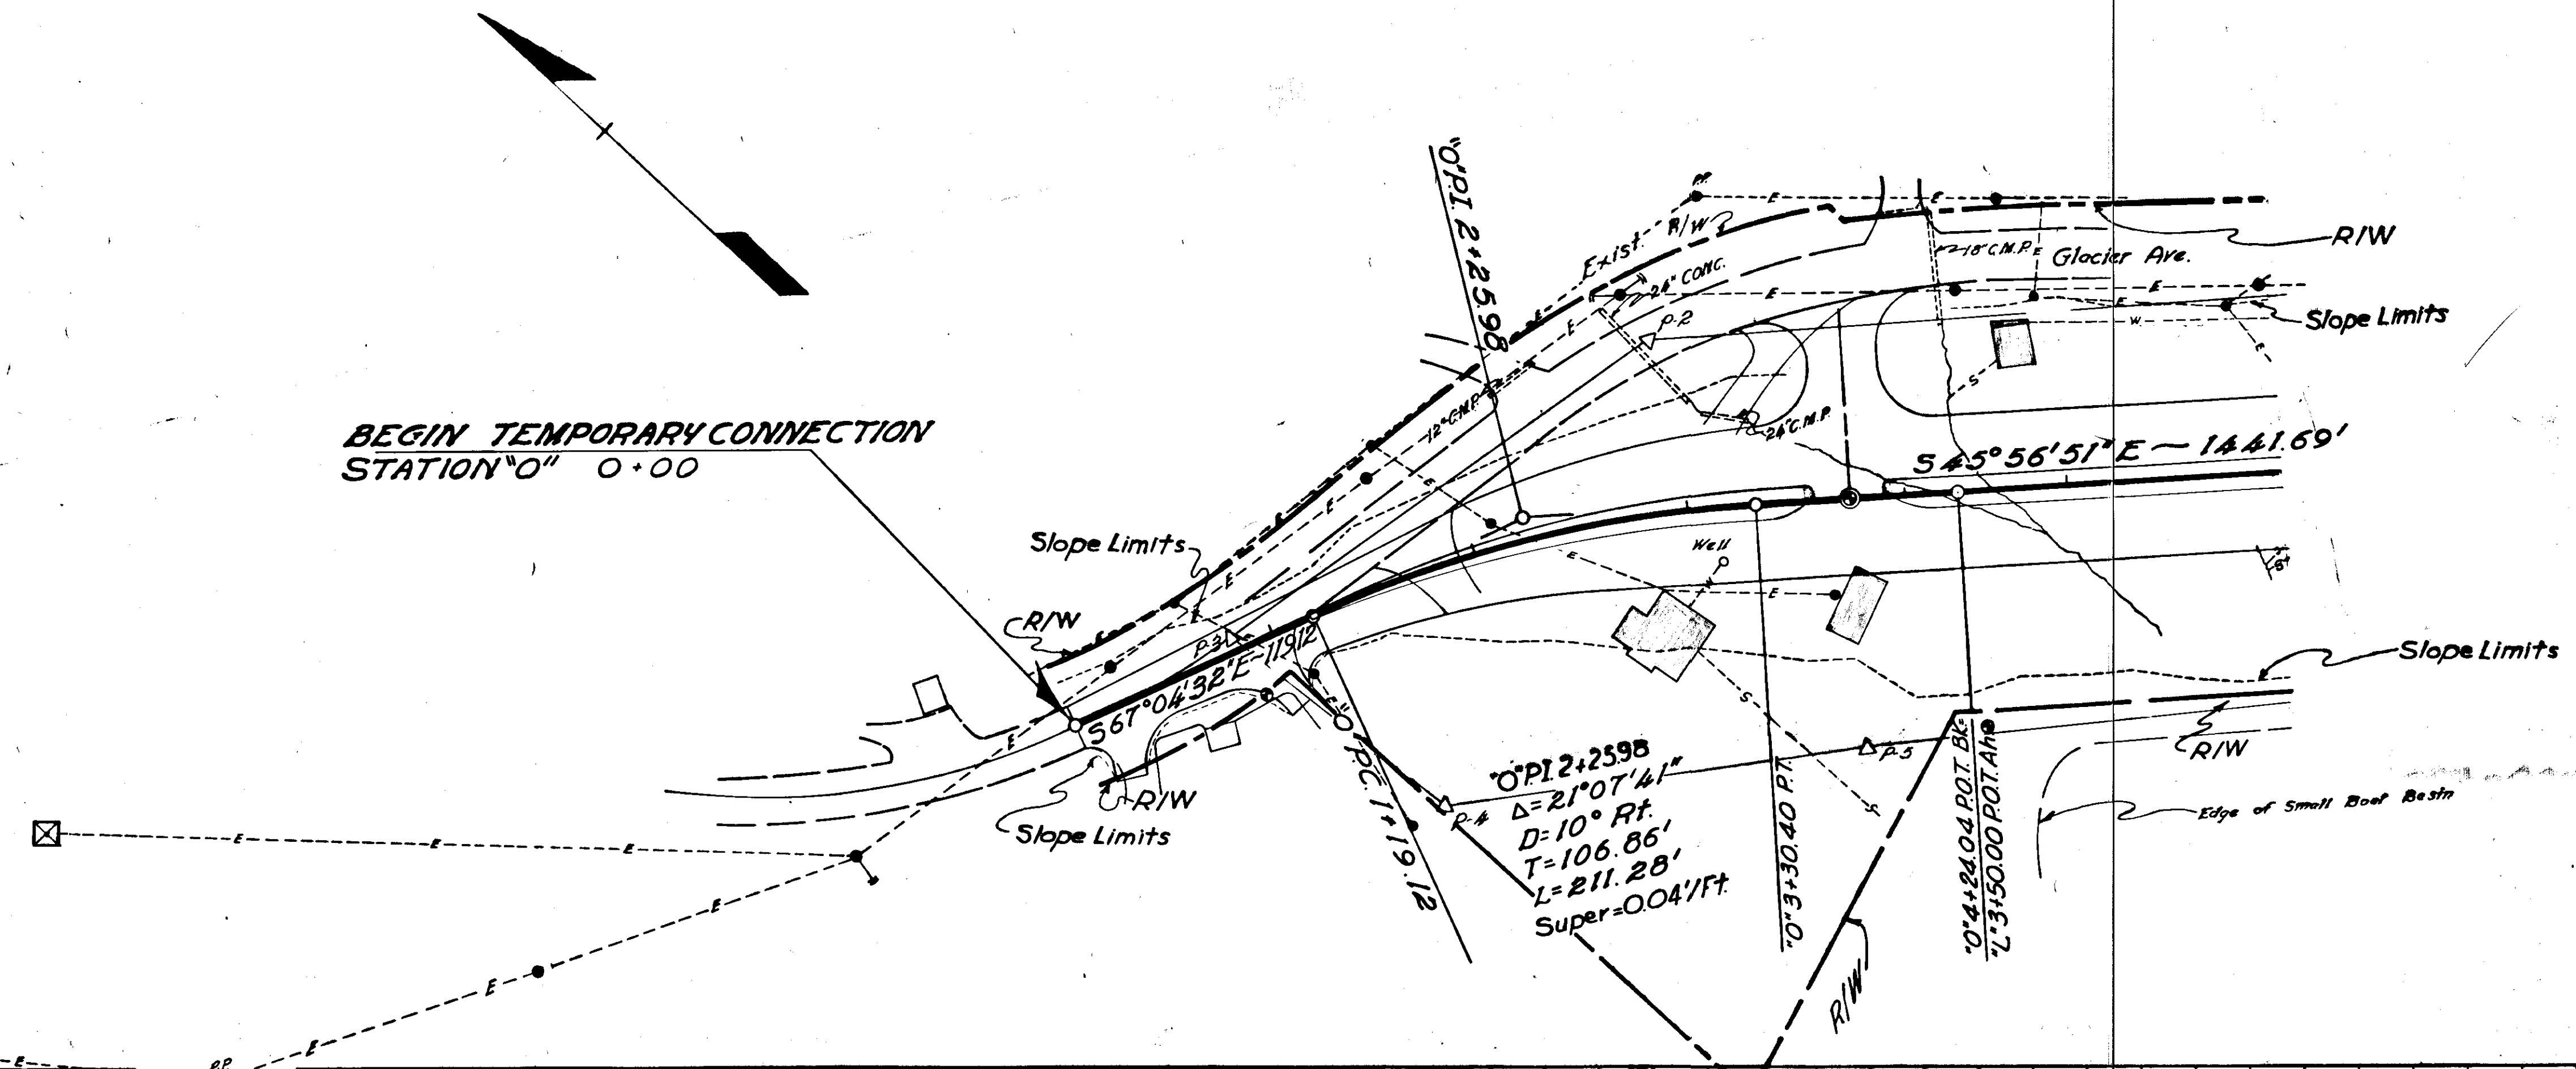 "O" P.I. 2+25.98
P.P.
E
E
Exist. R/W
R/W
18" C.M.P.
E
Glacier Ave.
24" CONC.
E
E
E
E
E
P-2
W
Slope Limits
E
S
12" C.M.P.
24" C.M.P.
BEGIN TEMPORARY CONNECTION
STATION "O" 0+00
S 45° 56' 51" E — 1441.69'
E
E
Slope Limits
E
Well
E
W
E
R/W
P-3
S 67° 04' 32" E ~ 119.12
Slope Limits
S
E
E
"O" P.C. 1+19.12
"O" P.I. 2+25.98
Δ = 21° 07' 41"
D = 10° Rt.
T = 106.86'
L = 211.28'
Super = 0.04'/Ft.
P-4
P-5
S
R/W
R/W
Slope Limits
"O" 3+30.40 P.T.
"O" 4+24.04 P.O.T. Bk=
"L" 3+50.00 P.O.T. Ahd
Edge of Small Boat Basin
E
E
E
E
E
E
R/W
E
P.P.